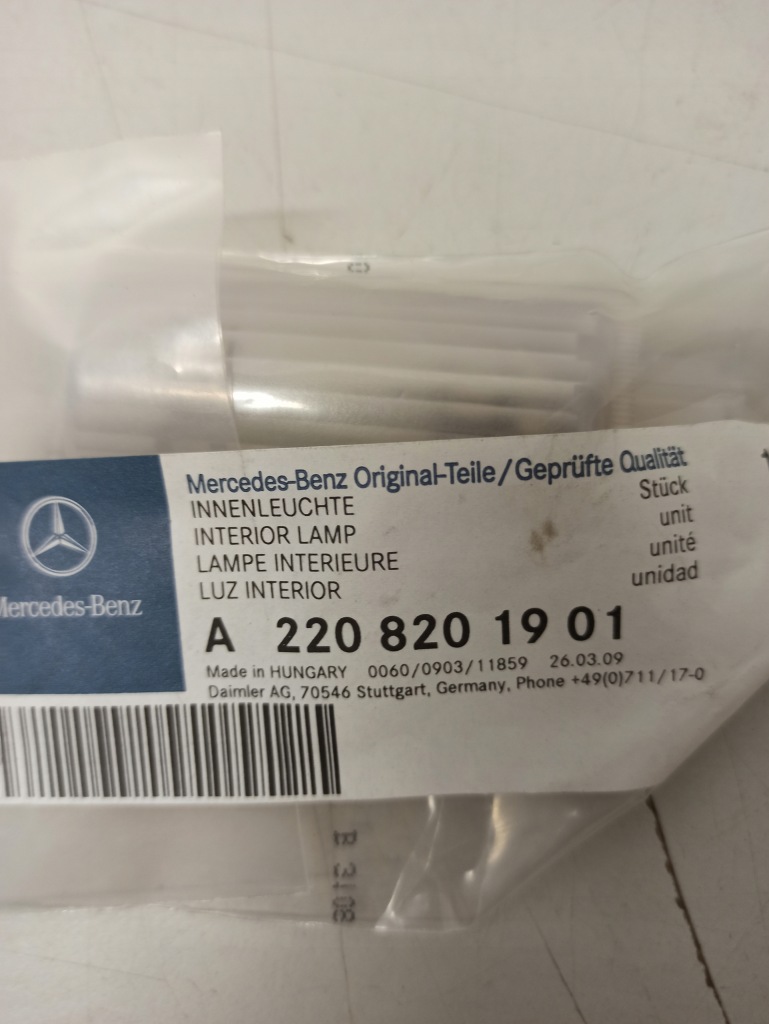 Mercedes-Benz Original-Teile/Geprüfte Qualität
INNENLEUCHTE Stück
INTERIOR LAMP unit
LAMPE INTERIEURE unité
LUZ INTERIOR unidad
Mercedes-Benz
A 220 820 19 01
Made in HUNGARY 0060/0903/11859 26.03.09
Daimler AG, 70546 Stuttgart, Germany, Phone +49(0)711/17-0